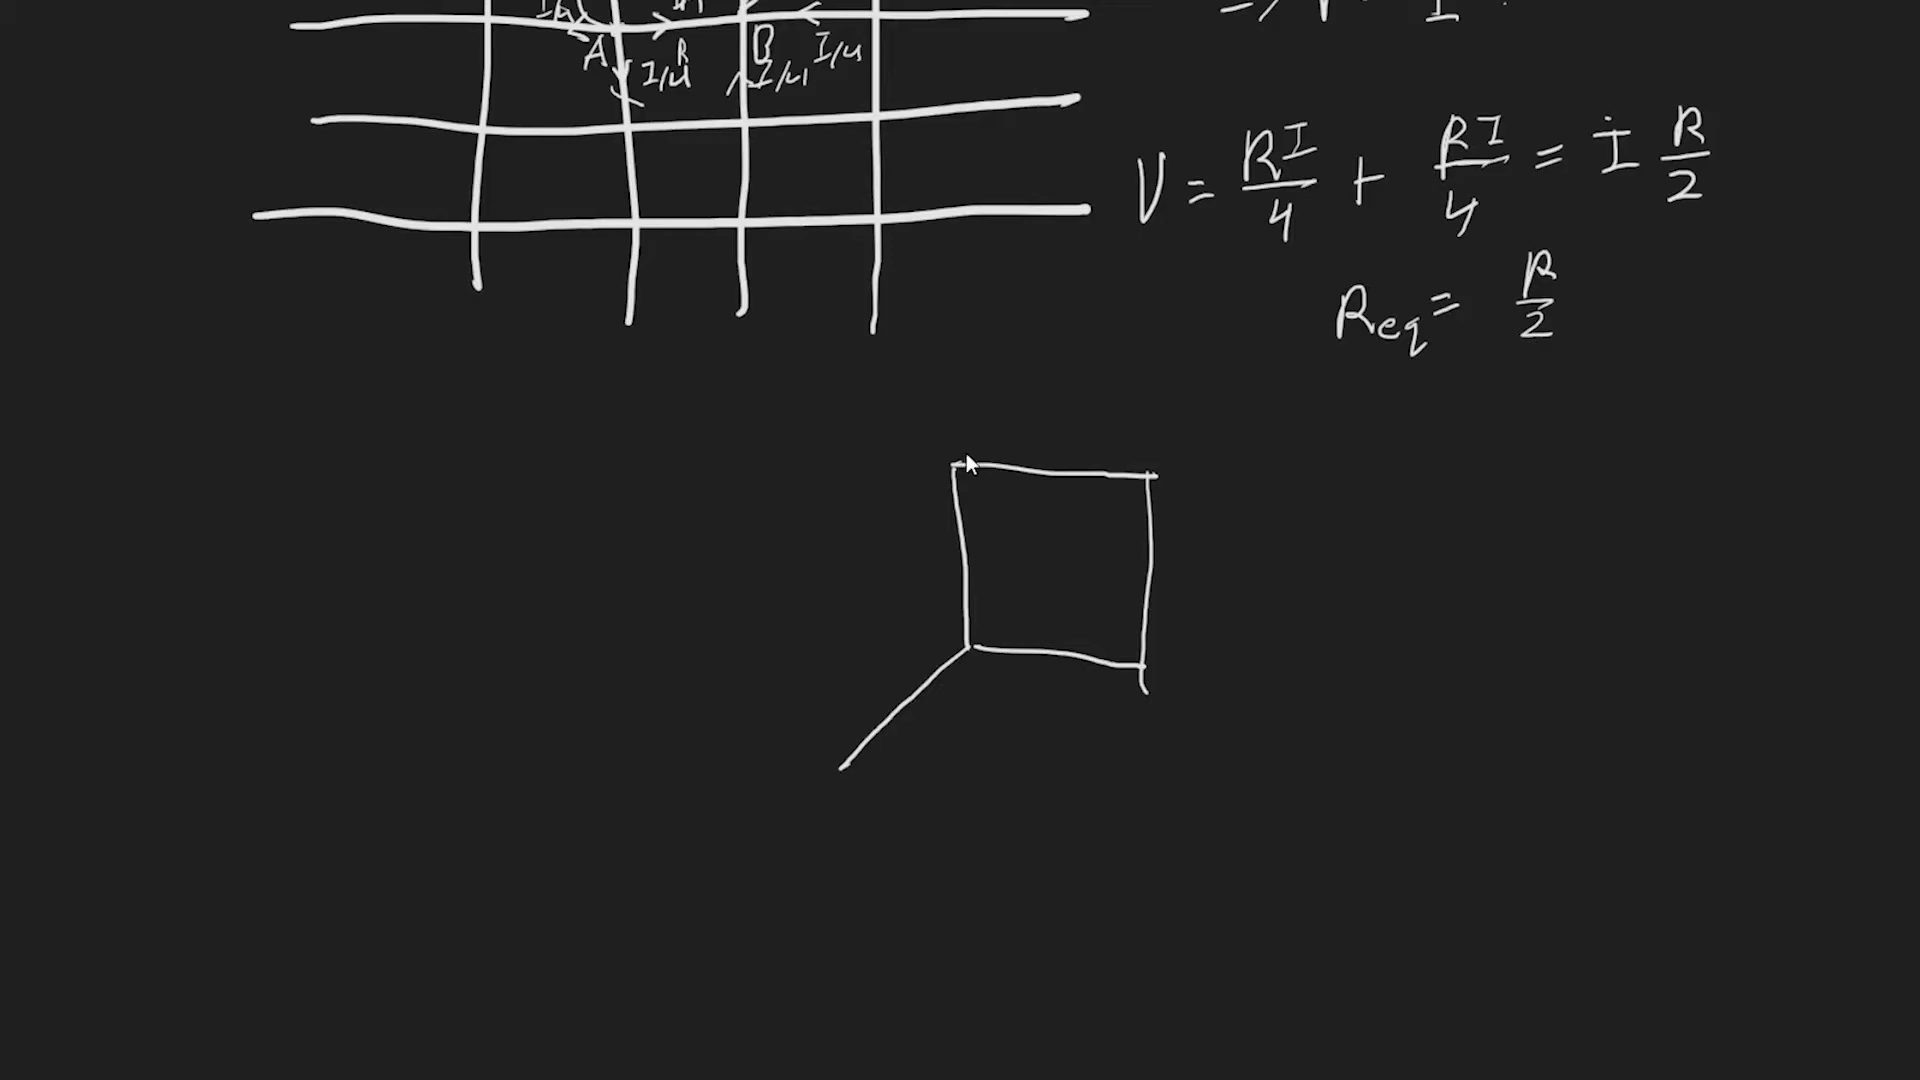 A R B I/4
I/4 I/4
V = RI/4 + RI/4 = I R/2
Req = R/2